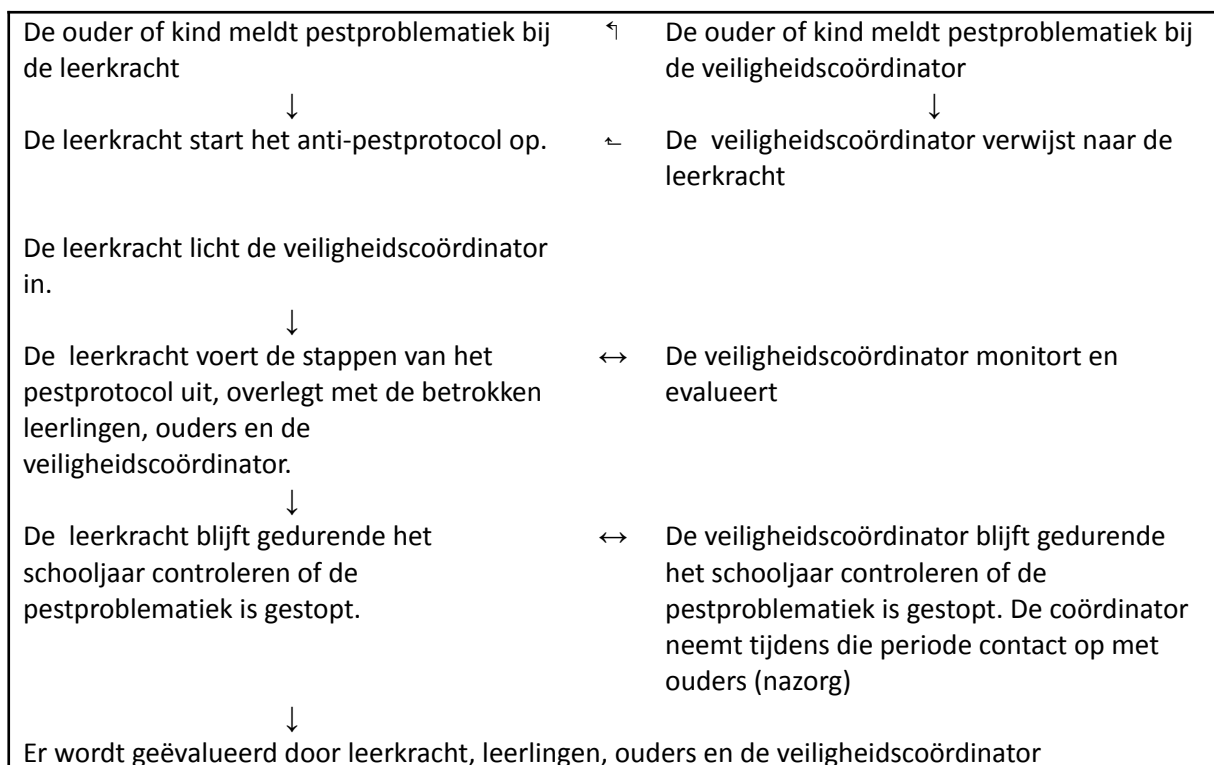 De ouder of kind meldt pestproblematiek bij
de leerkracht
↰
De ouder of kind meldt pestproblematiek bij
de veiligheidscoördinator
↓
↓
De leerkracht start het anti-pestprotocol op.
⬑
De  veiligheidscoördinator verwijst naar de
leerkracht
De leerkracht licht de veiligheidscoördinator
in.
↓
De  leerkracht voert de stappen van het
pestprotocol uit, overlegt met de betrokken
leerlingen, ouders en de
veiligheidscoördinator.
↔
De veiligheidscoördinator monitort en
evalueert
↓
De  leerkracht blijft gedurende het
schooljaar controleren of de
pestproblematiek is gestopt.
↔
De veiligheidscoördinator blijft gedurende
het schooljaar controleren of de
pestproblematiek is gestopt. De coördinator
neemt tijdens die periode contact op met
ouders (nazorg)
↓
Er wordt geëvalueerd door leerkracht, leerlingen, ouders en de veiligheidscoördinator